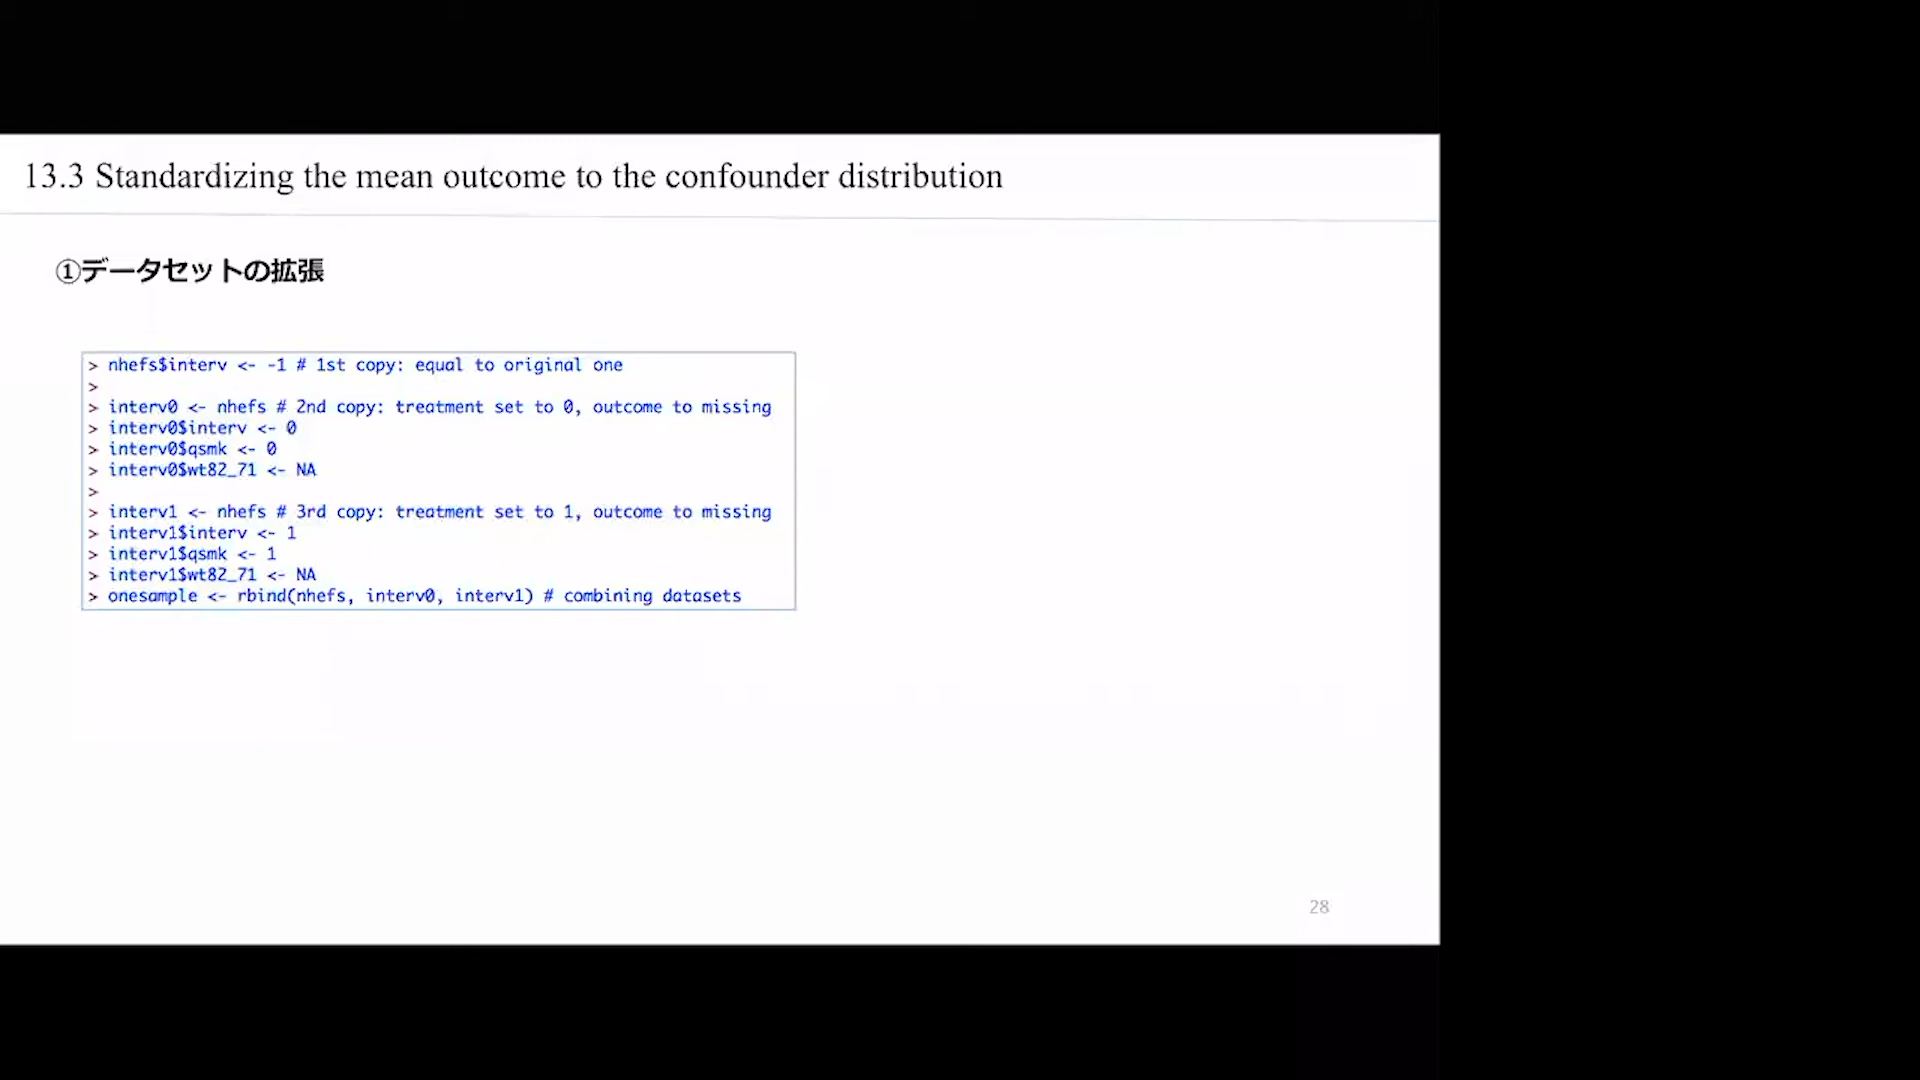 13.3 Standardizing the mean outcome to the confounder distribution
①データセットの拡張
> nhefs$interv <- -1 # 1st copy: equal to original one
>
> interv0 <- nhefs # 2nd copy: treatment set to 0, outcome to missing
> interv0$interv <- 0
> interv0$qsmk <- 0
> interv0$wt82_71 <- NA
>
> interv1 <- nhefs # 3rd copy: treatment set to 1, outcome to missing
> interv1$interv <- 1
> interv1$qsmk <- 1
> interv1$wt82_71 <- NA
> onesample <- rbind(nhefs, interv0, interv1) # combining datasets
28